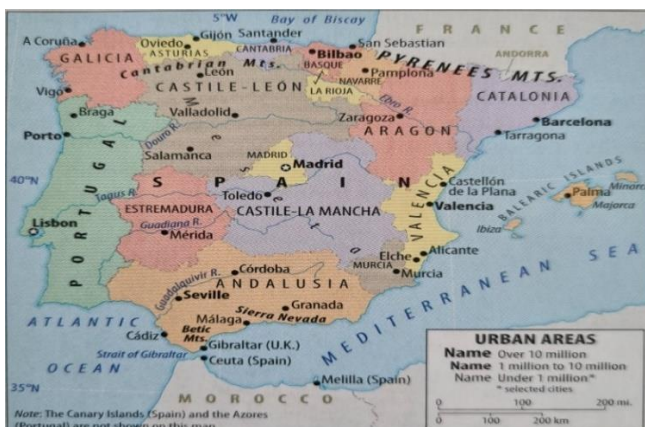 5°W
Bay of Biscay
FRANCE
A Coruña
Oviedo
Gijón
Santander
San Sebastian
ANDORRA
GALICIA
ASTURIAS
CANTABRIA
Bilbao
BASQUE
PYRENEES MTS.
Cantabrian Mts.
León
Pamplona
NAVARRE
LA RIOJA
Vigo
CASTILE-LEÓN
Ebro R.
CATALONIA
Braga
Valladolid
Zaragoza
Barcelona
ARAGON
Tarragona
Porto
Douro R.
Salamanca
MADRID
Madrid
Meseta
40°N
SPAIN
PORTUGAL
Tagus R.
Toledo
Castellón
de la Plana
VALENCIA
Valencia
BALEARIC ISLANDS
Minorca
Palma
Majorca
Ibiza
ESTREMADURA
CASTILE-LA MANCHA
Lisbon
Guadiana R.
Mérida
Elche
Alicante
MURCIA
Murcia
Córdoba
ANDALUSIA
Guadalquivir R.
Seville
Granada
Sierra Nevada
Málaga
Betic
Mts.
MEDITERRANEAN SEA
ATLANTIC
OCEAN
Cádiz
Gibraltar (U.K.)
Strait of Gibraltar
Ceuta (Spain)
Melilla (Spain)
35°N
MOROCCO
URBAN AREAS
Name Over 10 million
Name 1 million to 10 million
Name Under 1 million*
* selected cities
0 100 200 mi.
0 100 200 km
Note: The Canary Islands (Spain) and the Azores
(Portugal) are not shown on this map.